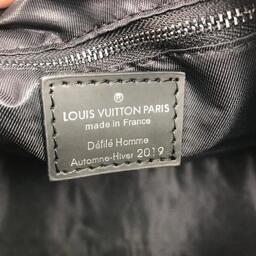 ®
LOUIS VUITTON PARIS
made in France
Défilé Homme
Automne-Hiver 2019